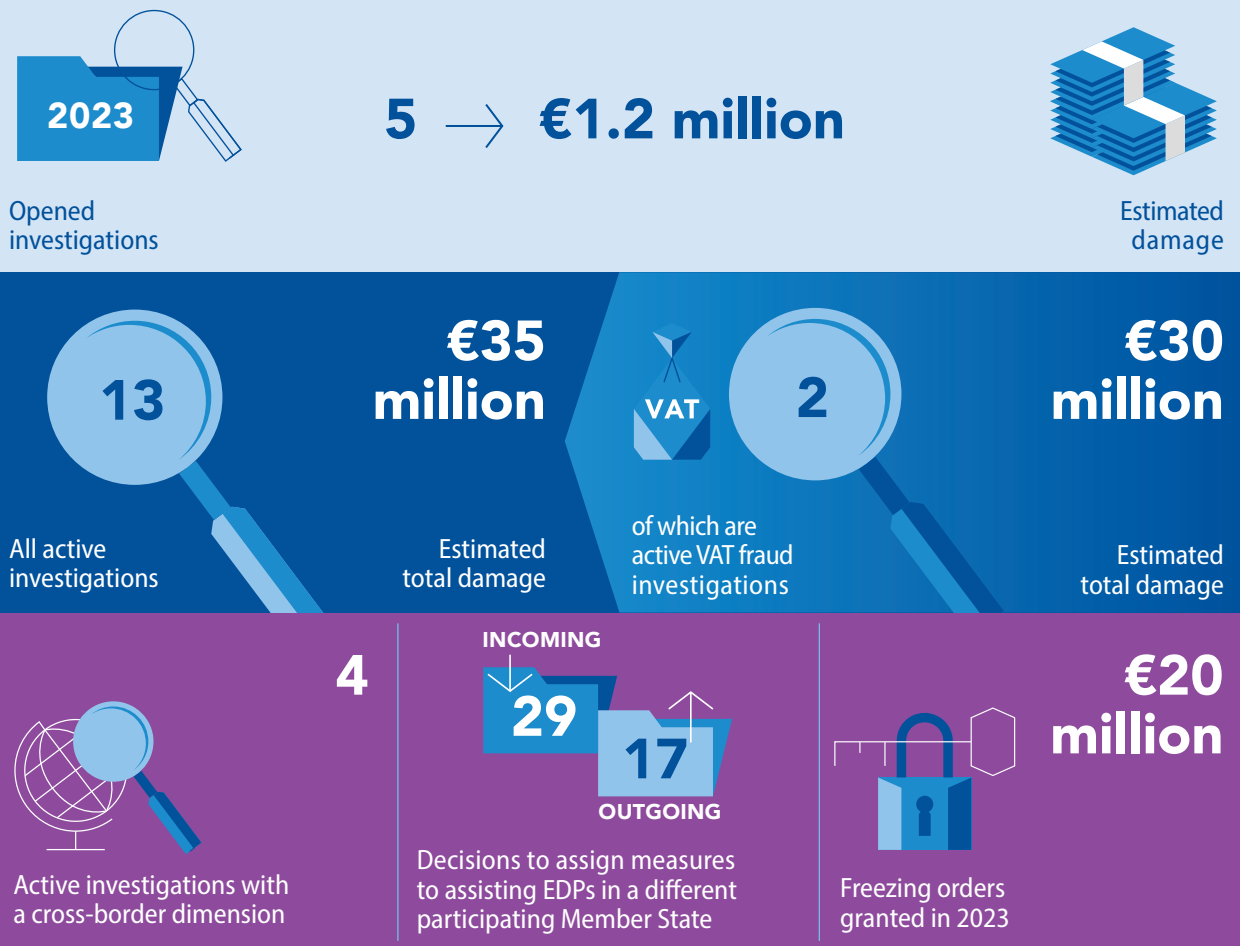 2023
5 → €1.2 million
Opened
investigations
Estimated
damage
13
€35
million
All active
investigations
Estimated
total damage
VAT
2
€30
million
of which are
active VAT fraud
investigations
Estimated
total damage
4
Active investigations with
a cross-border dimension
INCOMING
29
17
OUTGOING
Decisions to assign measures
to assisting EDPs in a different
participating Member State
€20
million
Freezing orders
granted in 2023